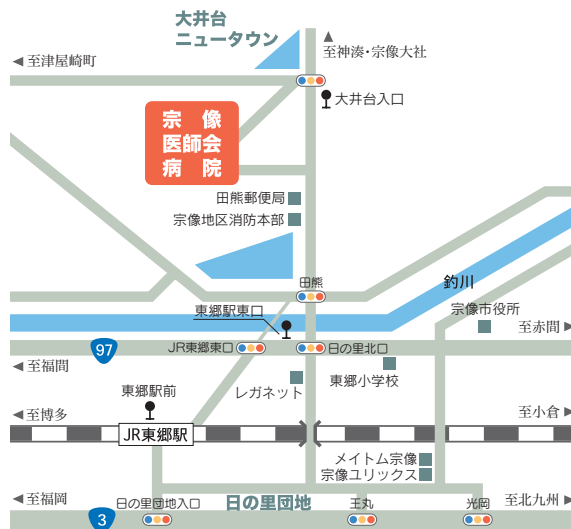 大井台
ニュータウン
至津屋崎町
至神湊・宗像大社
大井台入口
宗 像
医師会
病 院
田熊郵便局
宗像地区消防本部
田熊
釣川
東郷駅東口
宗像市役所
至赤間
97
JR東郷東口
日の里北口
至福間
東郷小学校
東郷駅前
レガネット
至博多
至小倉
JR東郷駅
メイトム宗像
宗像ユリックス
至福岡
日の里団地入口
日の里団地
王丸
光岡
至北九州
3